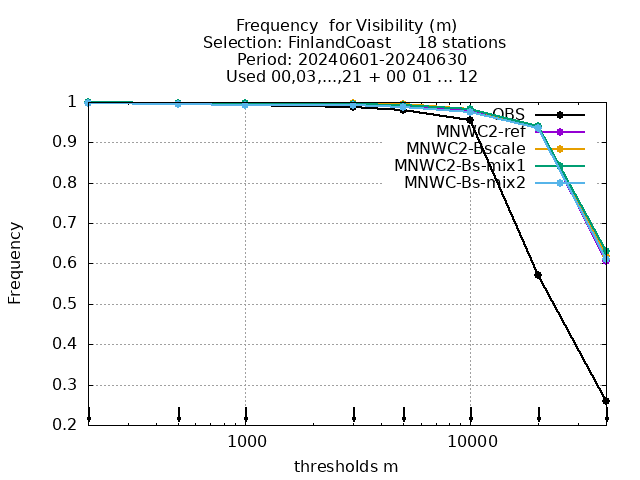 Frequency  for Visibility (m)
Selection: FinlandCoast     18 stations
Period: 20240601-20240630
Used 00,03,...,21 + 00 01 ... 12
OBS
MNWC2-ref
MNWC2-Bscale
MNWC2-Bs-mix1
MNWC-Bs-mix2
Frequency
1
0.9
0.8
0.7
0.6
0.5
0.4
0.3
0.2
1000 10000
thresholds m